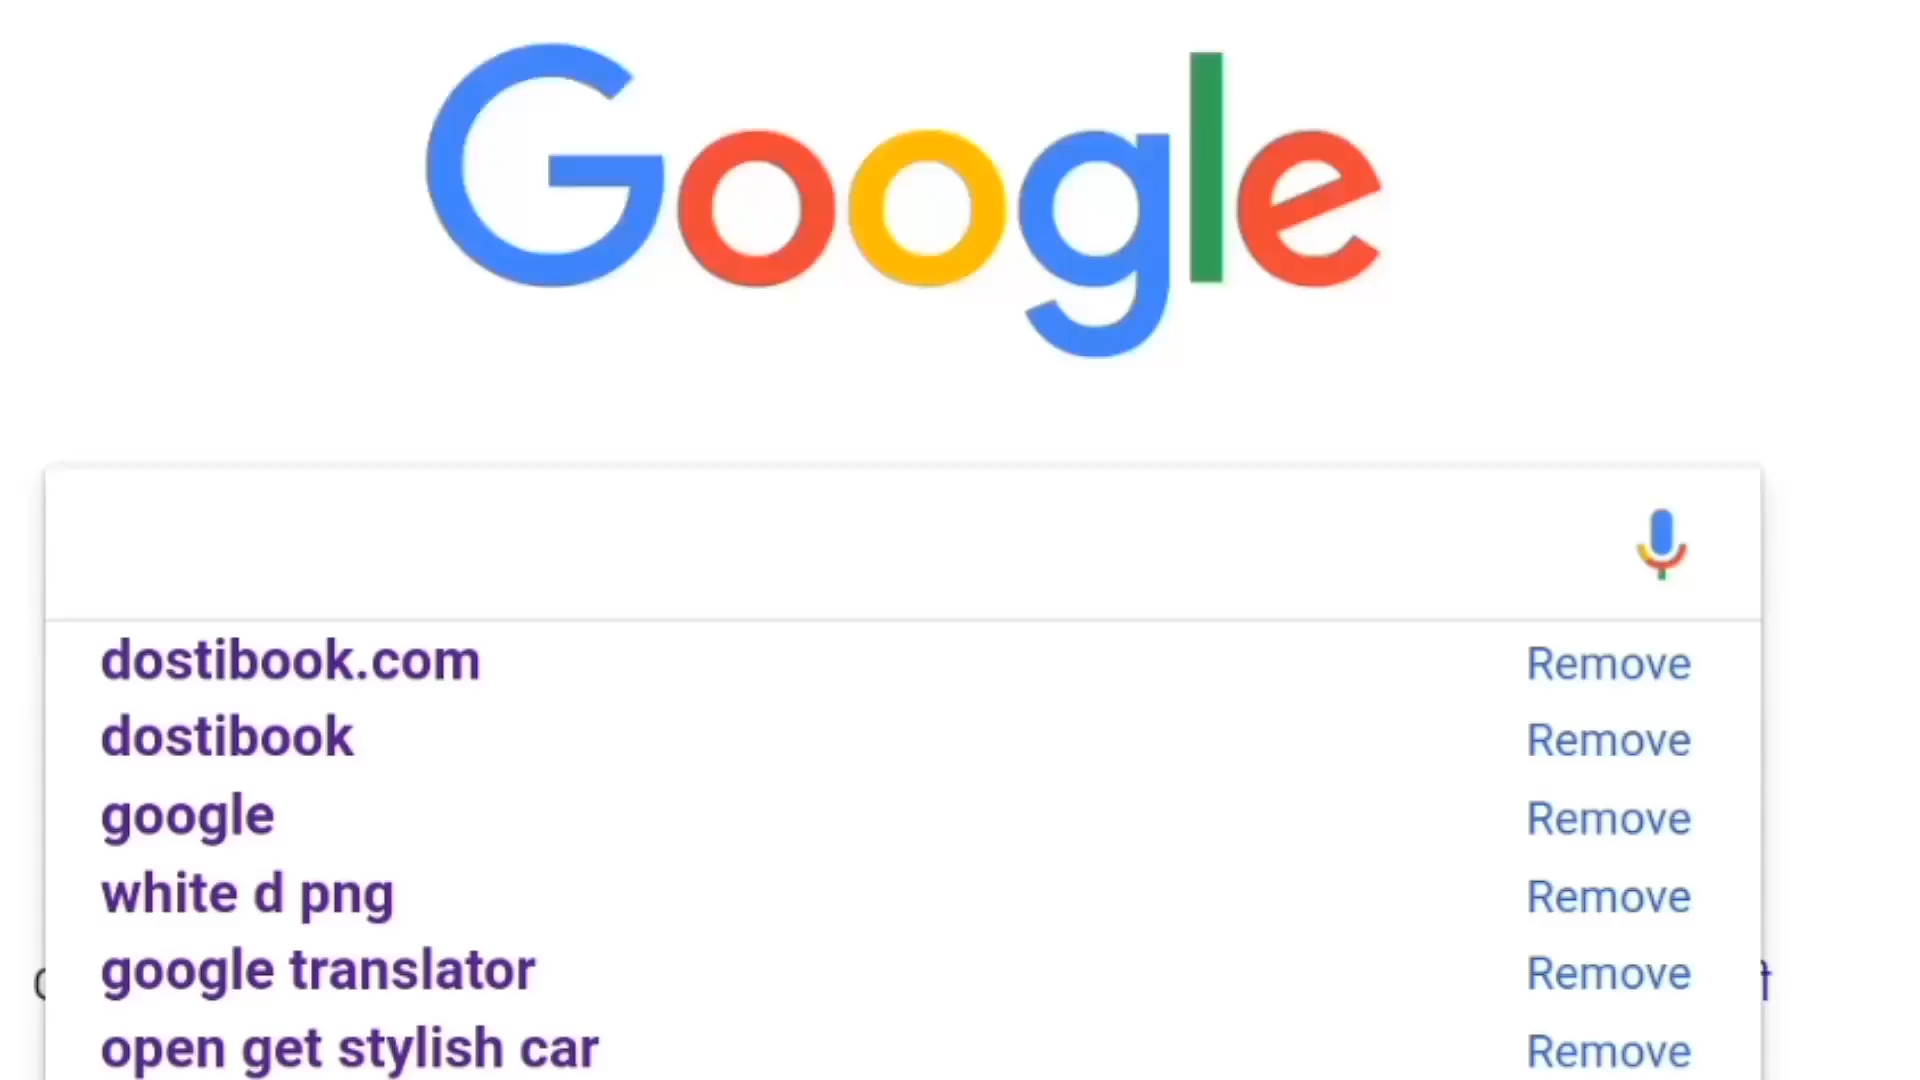 Google
dostibook.com Remove
dostibook Remove
google Remove
white d png Remove
google translator Remove
open get stylish car Remove